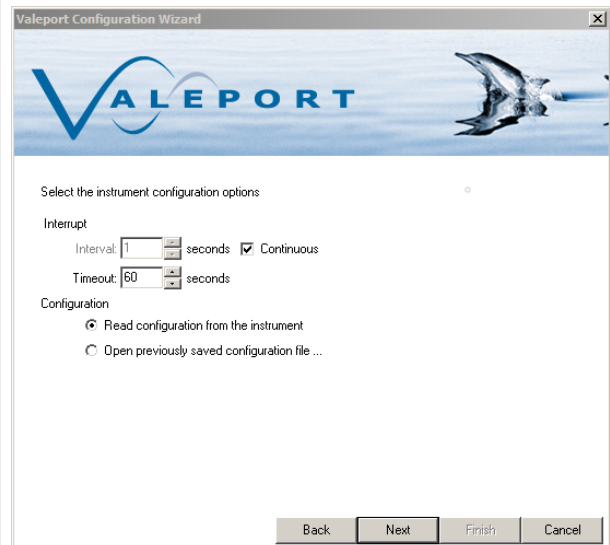 Valeport Configuration Wizard
VALEPORT
Select the instrument configuration options
Interrupt
Interval: 1 seconds Continuous
Timeout: 60 seconds
Configuration
Read configuration from the instrument
Open previously saved configuration file ...
Back Next Finish Cancel